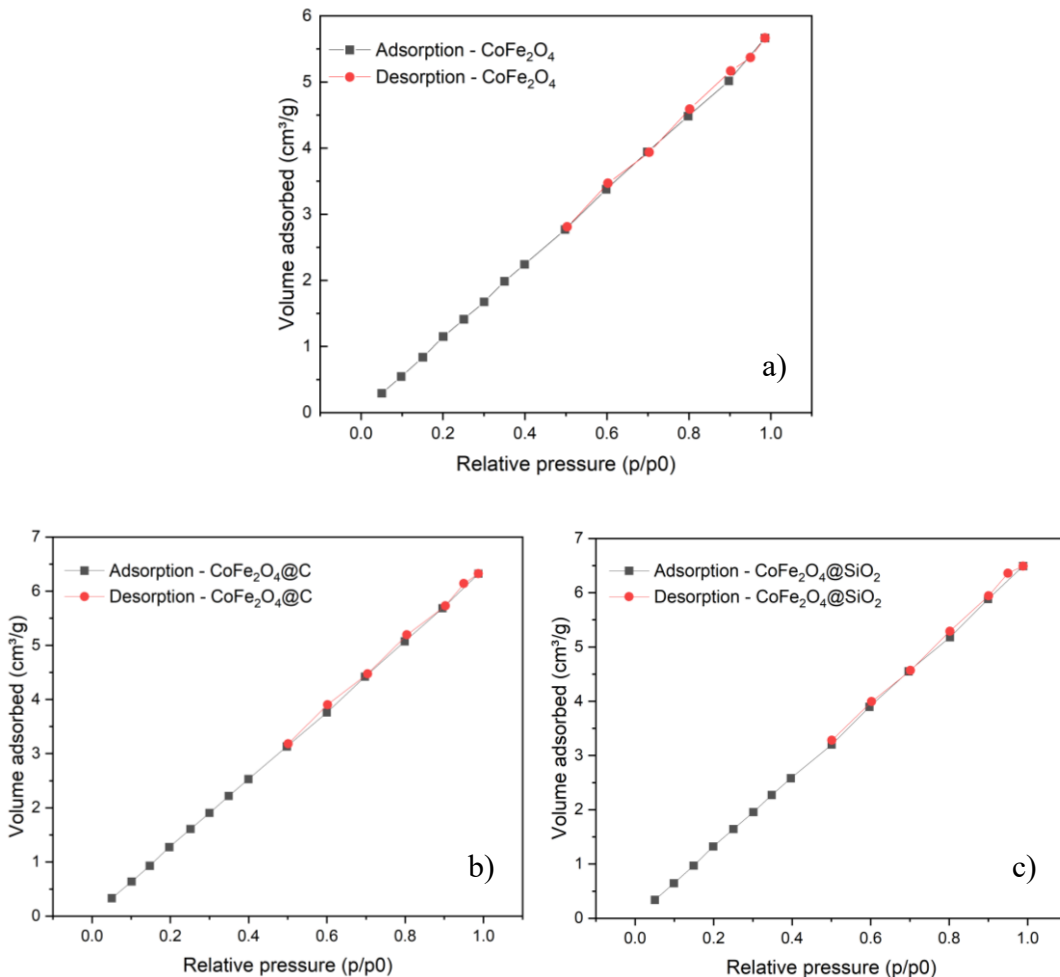 6
5
4
3
2
1
0
Adsorption - CoFe₂O₄
Desorption - CoFe₂O₄
Volume adsorbed (cm³/g)
a)
0.0 0.2 0.4 0.6 0.8 1.0
Relative pressure (p/p0)
7
6
5
4
3
2
1
0
Adsorption - CoFe₂O₄@C
Desorption - CoFe₂O₄@C
Volume adsorbed (cm³/g)
b)
0.0 0.2 0.4 0.6 0.8 1.0
Relative pressure (p/p0)
7
6
5
4
3
2
1
0
Adsorption - CoFe₂O₄@SiO₂
Desorption - CoFe₂O₄@SiO₂
Volume adsorbed (cm³/g)
c)
0.0 0.2 0.4 0.6 0.8 1.0
Relative pressure (p/p0)